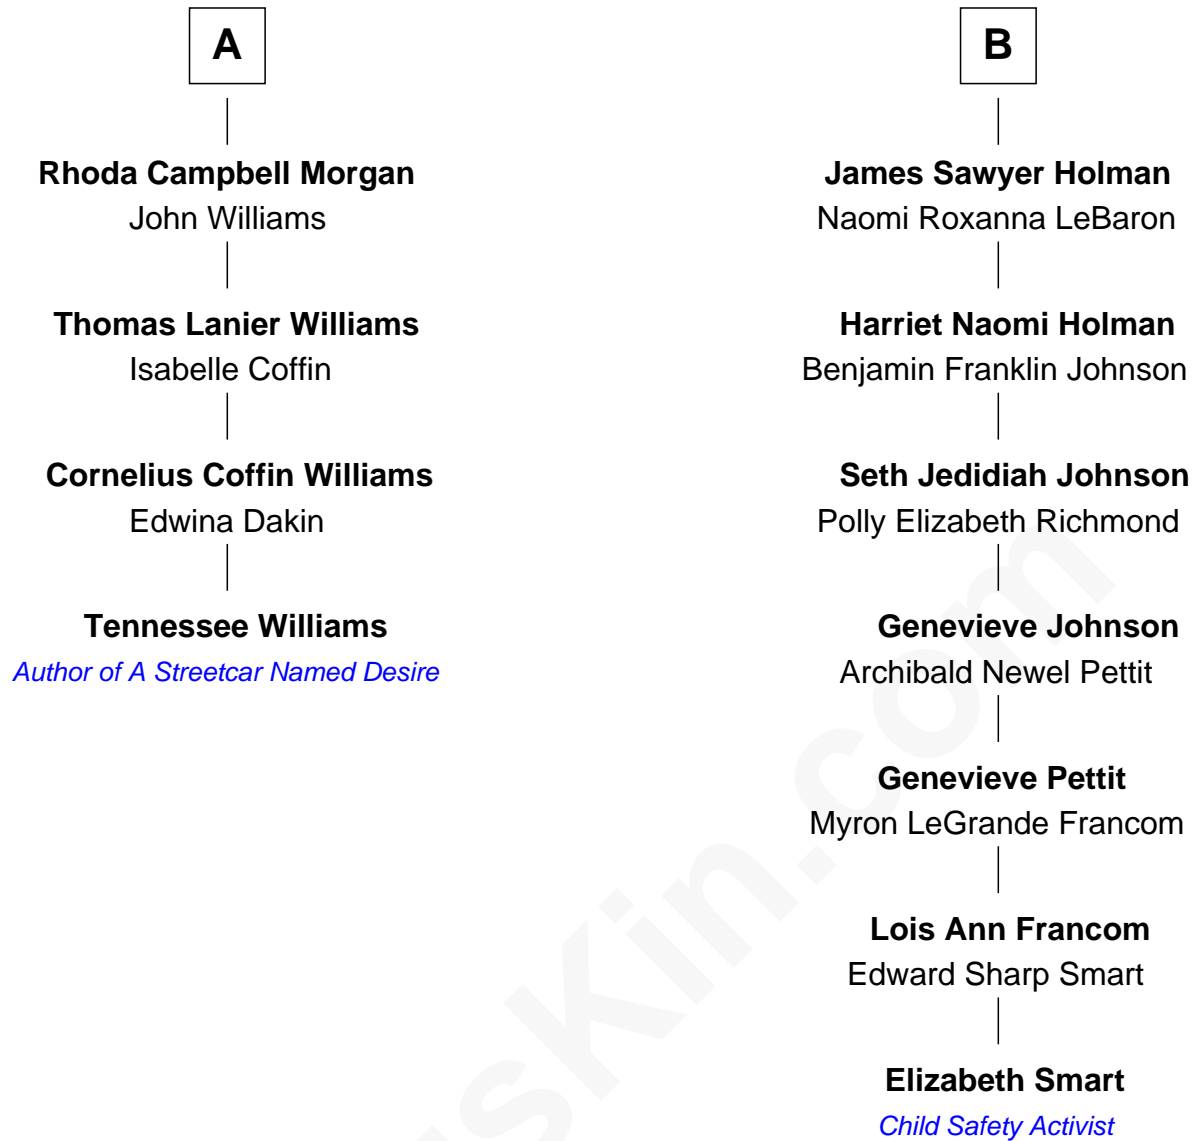 A
Rhoda Campbell Morgan
John Williams
Thomas Lanier Williams
Isabelle Coffin
Cornelius Coffin Williams
Edwina Dakin
Tennessee Williams
Author of A Streetcar Named Desire
B
James Sawyer Holman
Naomi Roxanna LeBaron
Harriet Naomi Holman
Benjamin Franklin Johnson
Seth Jedidiah Johnson
Polly Elizabeth Richmond
Genevieve Johnson
Archibald Newel Pettit
Genevieve Pettit
Myron LeGrande Francom
Lois Ann Francom
Edward Sharp Smart
Elizabeth Smart
Child Safety Activist
sKin.com